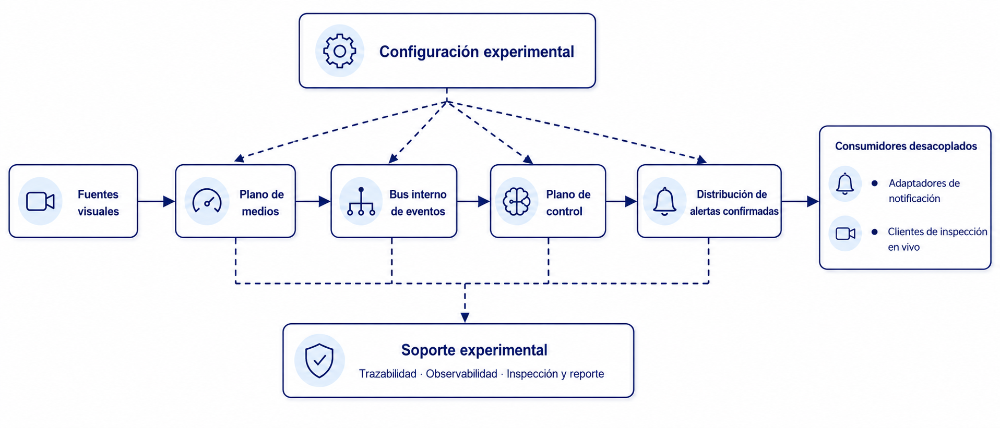 Configuración experimental
Fuentes
visuales
Plano de
medios
Bus interno
de eventos
Plano de
control
Distribución de
alertas confirmadas
Consumidores desacoplados
• Adaptadores de
notificación
• Clientes de inspección
en vivo
Soporte experimental
Trazabilidad · Observabilidad · Inspección y reporte